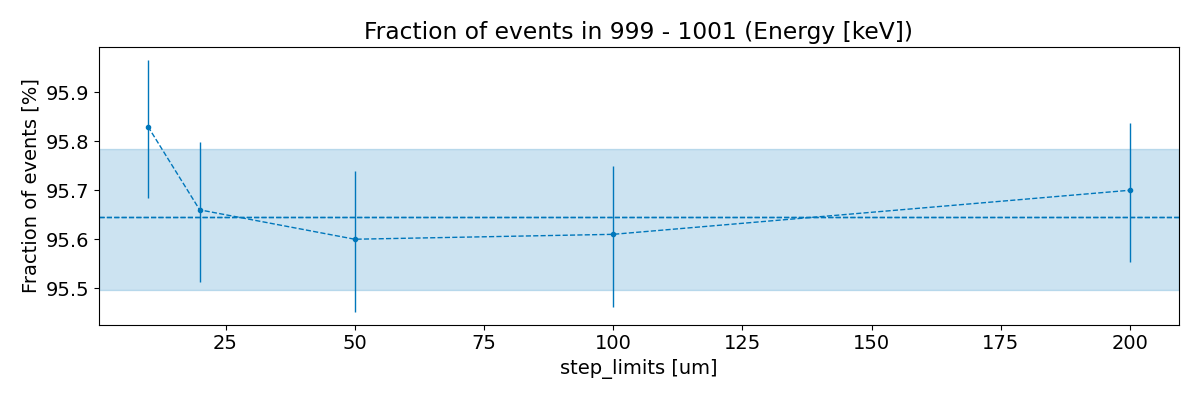 Fraction of events in 999 - 1001 (Energy [keV])
Fraction of events [%]
95.9
95.8
95.7
95.6
95.5
25 50 75 100 125 150 175 200
step_limits [um]